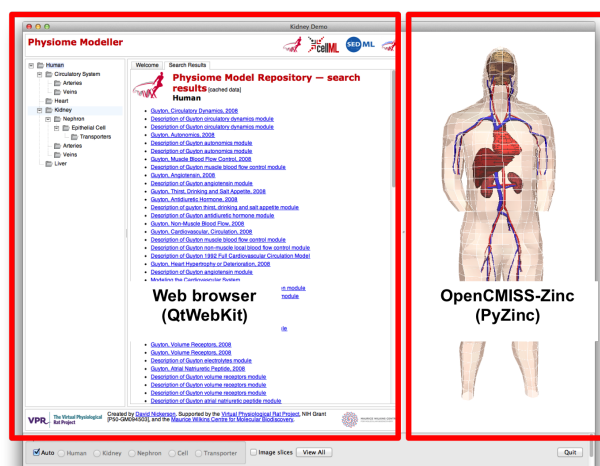 Kidney Demo
Physiome Modeller
CellML
SED ML
Human
Circulatory System
Arteries
Veins
Heart
Kidney
Nephron
Epithelial Cell
Transporters
Arteries
Veins
Liver
Welcome
Search Results
Physiome Model Repository — search
results [cached data]
Human
Guyton, Circulatory Dynamics, 2008
Description of Guyton circulatory dynamics module
Description of Guyton circulatory dynamics module
Guyton, Autonomics, 2008
Description of Guyton autonomics module
Description of Guyton autonomics module
Guyton, Muscle Blood Flow Control, 2008
Description of Guyton muscle blood flow control module
Guyton, Angiotensin, 2008
Description of Guyton angiotensin module
Guyton, Thirst, Drinking and Salt Appetite, 2008
Guyton, Antidiuretic Hormone, 2008
Description of guyton thirst, drinking and salt appetite module
Description of Guyton antidiuretic hormone module
Guyton, Non-Muscle Blood Flow, 2008
Guyton, Cardiovascular, Circulation, 2008
Description of Guyton muscle blood flow control module
Description of Guyton non-muscle local blood flow control module
Description of Guyton 1992 Full Cardiovascular Circulation Model
Guyton, Heart Hypertrophy or Deterioration, 2008
Description of Guyton angiotensin module
Modeling the Cardiovascular System
n module
module
Web browser
(QtWebKit)
Guyton, Volume Receptors, 2008
Guyton, Volume Receptors, 2008
Description of Guyton electrolytes module
Guyton, Atrial Natriuretic Peptide, 2008
Description of Guyton volume receptors module
Description of Guyton volume receptors module
Description of Guyton volume receptors module
Description of Guyton atrial natriuretic peptide module
OpenCMISS-Zinc
(PyZinc)
VPR
The Virtual Physiological
Rat Project
Created by David Nickerson. Supported by the Virtual Physiological Rat Project, NIH Grant
[P50-GM094503], and the Maurice Wilkins Centre for Molecular Biodiscovery.
Auto
Human
Kidney
Nephron
Cell
Transporter
Image slices
View All
Quit